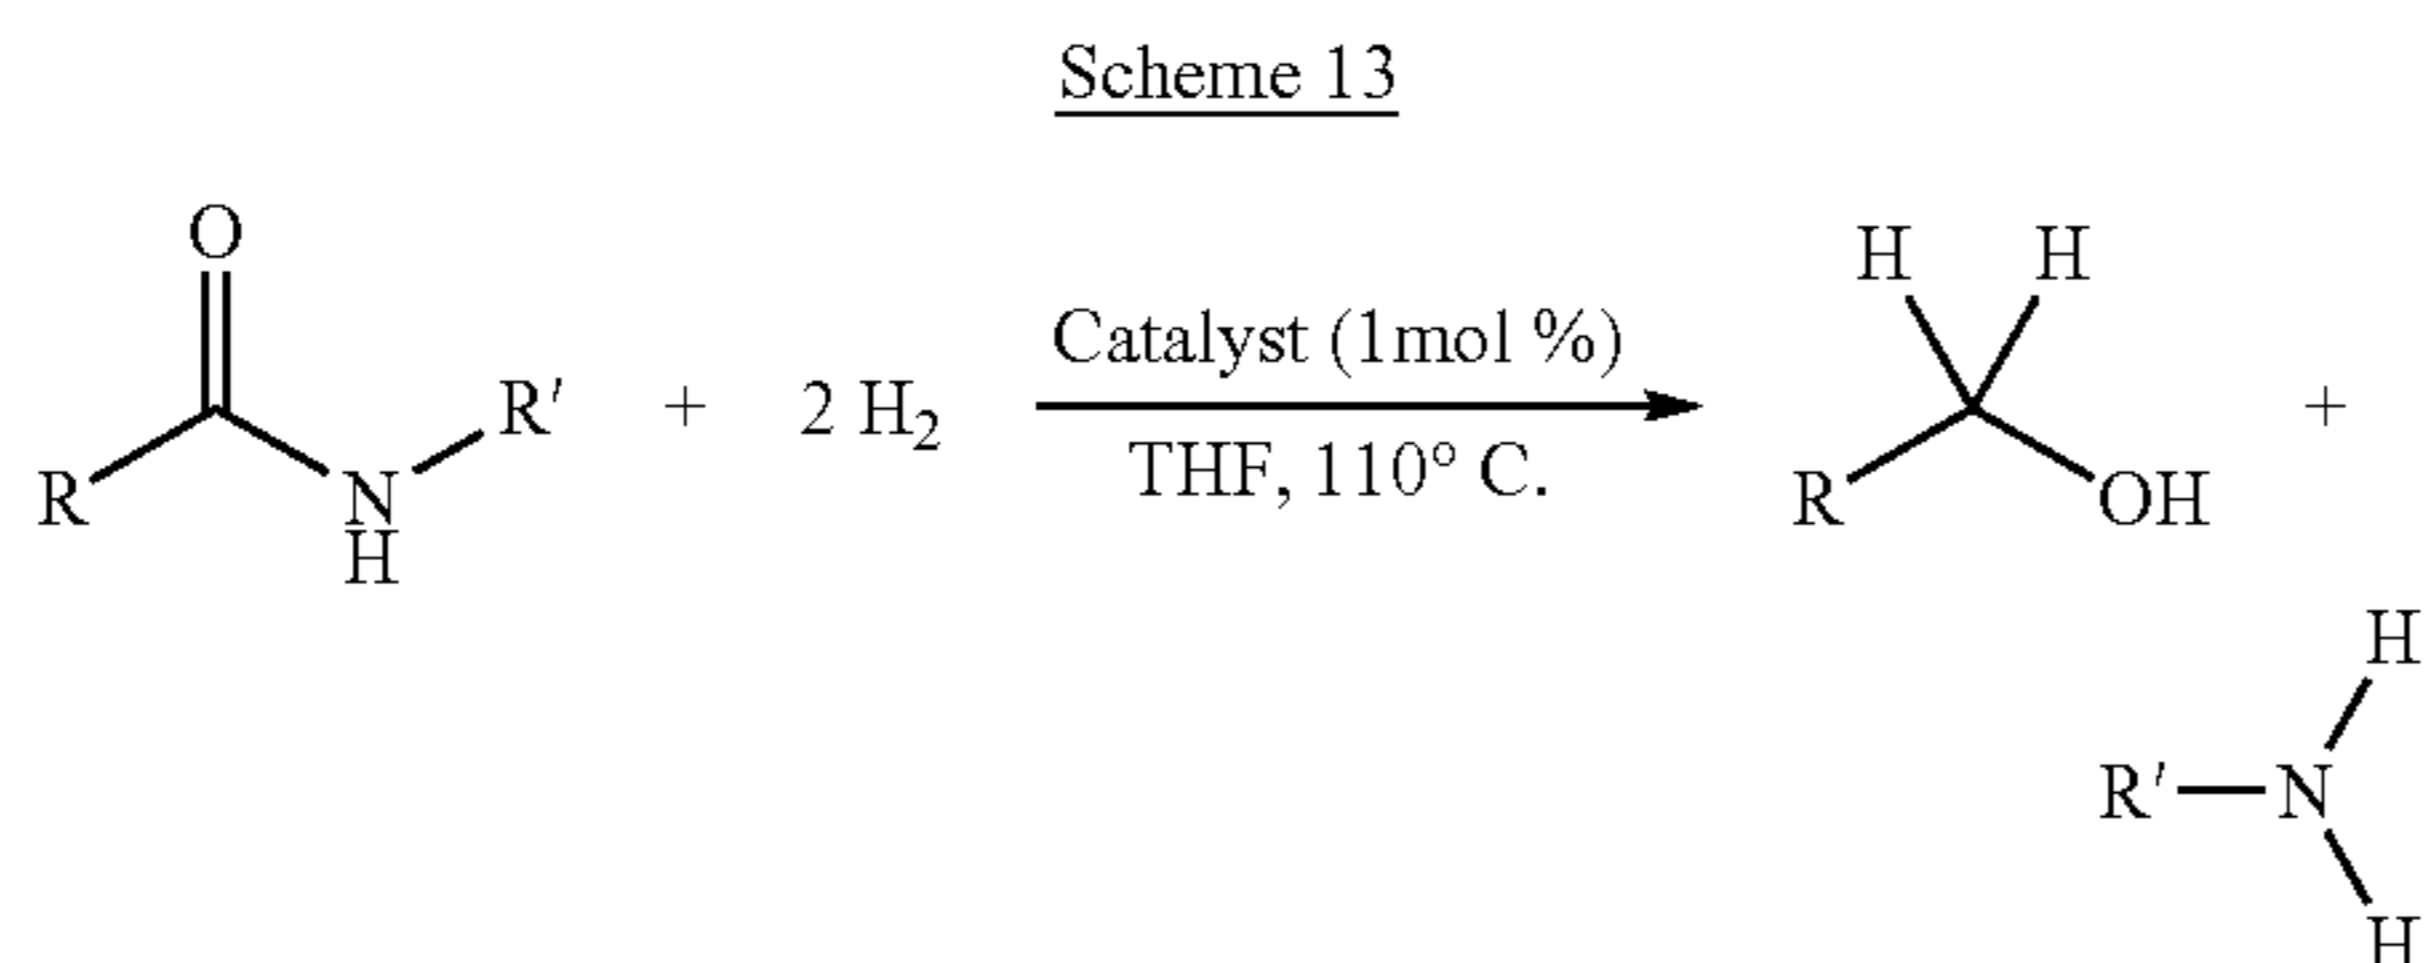 Scheme 13
O
R N H R′ + 2 H₂ Catalyst (1mol %) THF, 110° C. H H R OH +
R′—N H H